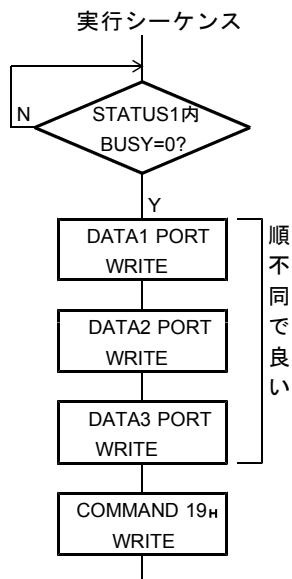 実行シーケンス
N
STATUS1内
BUSY=0?
Y
DATA1 PORT
WRITE
DATA2 PORT
WRITE
DATA3 PORT
WRITE
順不同で良い
COMMAND 19H
WRITE